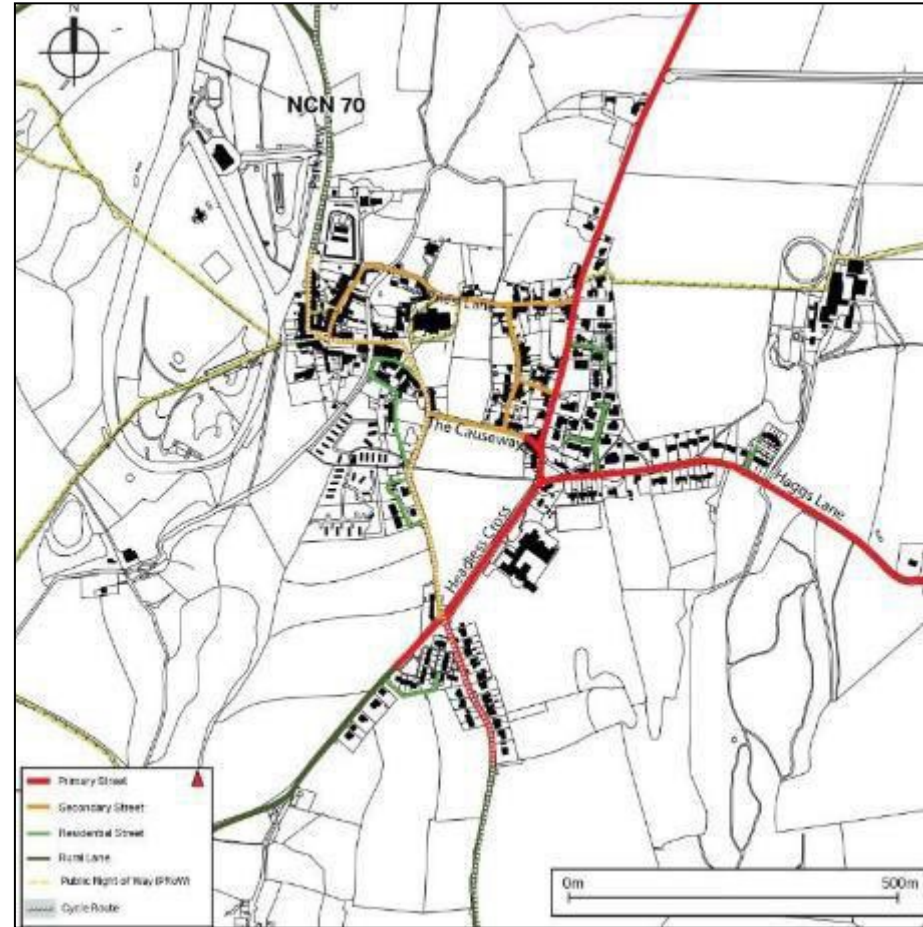 NCN 70
Park View
The Causeway
Headless Cross
Haggs Lane
Primary Street
Secondary Street
Residential Street
Rural Lane
Public Right of Way (PRoW)
Cycle Route
0m
500m